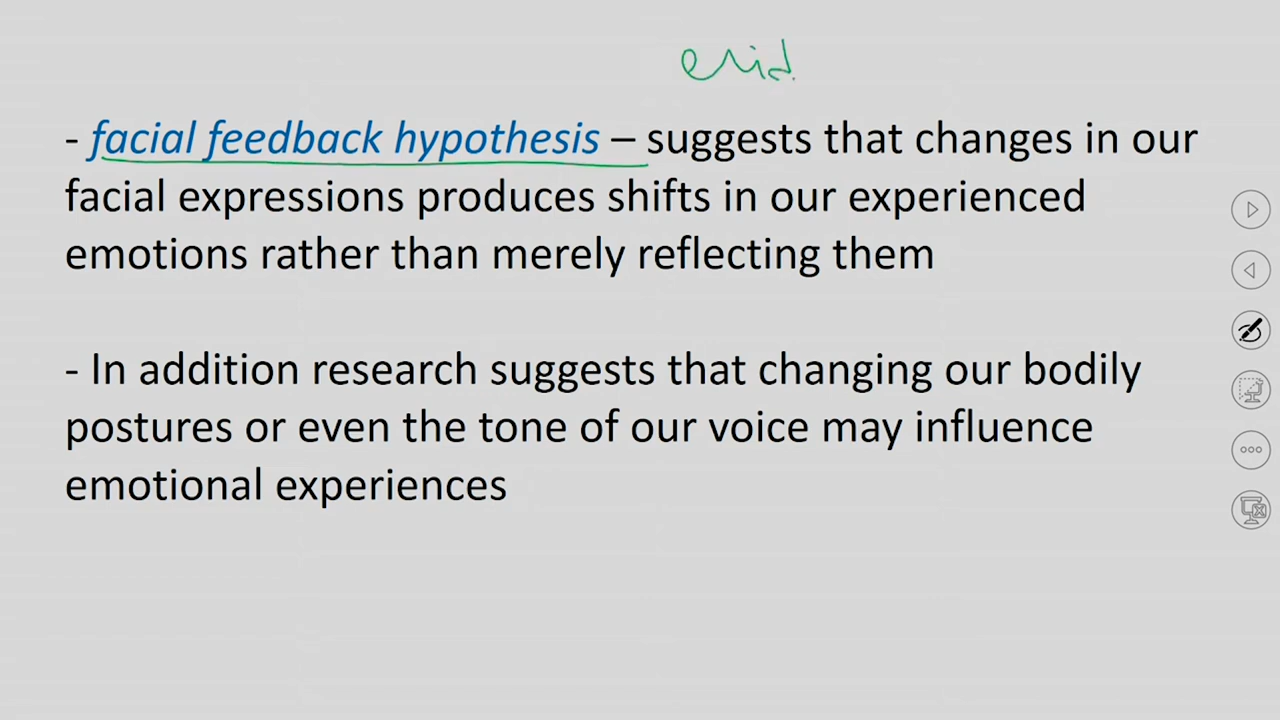 evid.
- facial feedback hypothesis – suggests that changes in our
facial expressions produces shifts in our experienced
emotions rather than merely reflecting them
- In addition research suggests that changing our bodily
postures or even the tone of our voice may influence
emotional experiences